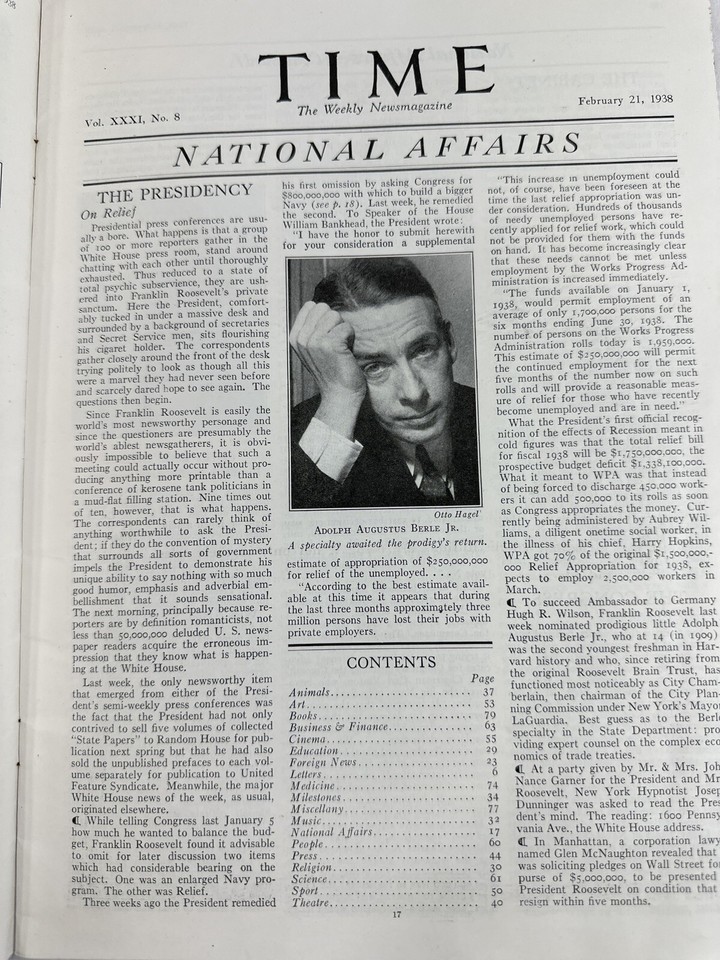 TIME
The Weekly Newsmagazine
Vol. XXXI, No. 8
February 21, 1938
NATIONAL AFFAIRS
THE PRESIDENCY
On Relief
Presidential press conferences are usu-
ally a bore. What happens is that a group
of 100 or more reporters gather in the
White House press room, stand around
chatting with each other until thoroughly
exhausted. Thus reduced to a state of
total psychic subservience, they are ush-
ered into Franklin Roosevelt's private
sanctum. Here the President, comfort-
ably tucked in under a massive desk and
surrounded by a background of secretaries
and Secret Service men, sits flourishing
his cigaret holder. The correspondents
gather closely around the front of the desk
trying politely to look as though all this
were a marvel they had never seen before
and scarcely dared hope to see again. The
questions then begin.
Since Franklin Roosevelt is easily the
world's most newsworthy personage and
since the questioners are presumably the
world's ablest newsgatherers, it is obvi-
ously impossible to believe that such a
meeting could actually occur without pro-
ducing anything more printable than a
conference of kerosene tank politicians in
a mud-flat filling station. Nine times out
of ten, however, that is what happens.
The correspondents can rarely think of
anything worthwhile to ask the Presi-
dent; if they do the convention of mystery
that surrounds all sorts of government
impels the President to demonstrate his
unique ability to say nothing with so much
good humor, emphasis and adverbial em-
bellishment that it sounds sensational.
The next morning, principally because re-
porters are by definition romanticists, not
less than 50,000,000 deluded U. S. news-
paper readers acquire the erroneous im-
pression that they know what is happen-
ing at the White House.
Last week, the only newsworthy item
that emerged from either of the Presi-
dent's semi-weekly press conferences was
the fact that the President had not only
contrived to sell five volumes of collected
"State Papers" to Random House for pub-
lication next spring but that he had also
sold the unpublished prefaces to each vol-
ume separately for publication to United
Feature Syndicate. Meanwhile, the major
White House news of the week, as usual,
originated elsewhere.
¶ While telling Congress last January 5
how much he wanted to balance the bud-
get, Franklin Roosevelt found it advisable
to omit for later discussion two items
which had considerable bearing on the
subject. One was an enlarged Navy pro-
gram. The other was Relief.
Three weeks ago the President remedied
his first omission by asking Congress for
$800,000,000 with which to build a bigger
Navy (see p. 18). Last week, he remedied
the second. To Speaker of the House
William Bankhead, the President wrote:
"I have the honor to submit herewith
for your consideration a supplemental
Otto Hagel
ADOLPH AUGUSTUS BERLE JR.
A specialty awaited the prodigy's return.
estimate of appropriation of $250,000,000
for relief of the unemployed. . . .
"According to the best estimate avail-
able at this time it appears that during
the last three months approximately three
million persons have lost their jobs with
private employers.
CONTENTS
Page
Animals 37
Art 53
Books 79
Business & Finance 63
Cinema 55
Education 29
Foreign News 23
Letters 6
Medicine 74
Milestones 34
Miscellany 77
Music 32
National Affairs 17
People 60
Press 44
Religion 30
Science 61
Sport 50
Theatre 40
"This increase in unemployment could
not, of course, have been foreseen at the
time the last relief appropriation was un-
der consideration. Hundreds of thousands
of needy unemployed persons have re-
cently applied for relief work, which could
not be provided for them with the funds
on hand. It has become increasingly clear
that these needs cannot be met unless
employment by the Works Progress Ad-
ministration is increased immediately.
"The funds available on January 1,
1938, would permit employment of an
average of only 1,700,000 persons for the
six months ending June 30, 1938. The
number of persons on the Works Progress
Administration rolls today is 1,959,000.
This estimate of $250,000,000 will permit
the continued employment for the next
five months of the number now on such
rolls and will provide a reasonable meas-
ure of relief for those who have recently
become unemployed and are in need."
What the President's first official recog-
nition of the effects of Recession meant in
cold figures was that the total relief bill
for fiscal 1938 will be $1,750,000,000, the
prospective budget deficit $1,338,100,000.
What it meant to WPA was that instead
of being forced to discharge 450,000 work-
ers it can add 500,000 to its rolls as soon
as Congress appropriates the money. Cur-
rently being administered by Aubrey Wil-
liams, a diligent onetime social worker, in
the illness of his chief, Harry Hopkins,
WPA got 70% of the original $1,500,000,-
000 Relief Appropriation for 1938, ex-
pects to employ 2,500,000 workers in
March.
¶ To succeed Ambassador to Germany
Hugh R. Wilson, Franklin Roosevelt last
week nominated prodigious little Adolph
Augustus Berle Jr., who at 14 (in 1909)
was the second youngest freshman in Har-
vard history and who, since retiring from
the original Roosevelt Brain Trust, has
functioned most noticeably as City Cham-
berlain, then chairman of the City Plan-
ning Commission under New York's Mayor
LaGuardia. Best guess as to the Berle
specialty in the State Department: pro-
viding expert counsel on the complex eco-
nomics of trade treaties.
¶ At a party given by Mr. & Mrs. John
Nance Garner for the President and Mrs.
Roosevelt, New York Hypnotist Joseph
Dunninger was asked to read the Presi-
dent's mind. The reading: 1600 Pennsyl-
vania Ave., the White House address.
¶ In Manhattan, a corporation lawyer
named Glen McNaughton revealed that he
was soliciting pledges on Wall Street for
purse of $5,000,000, to be presented
President Roosevelt on condition that
resign within five months.
17